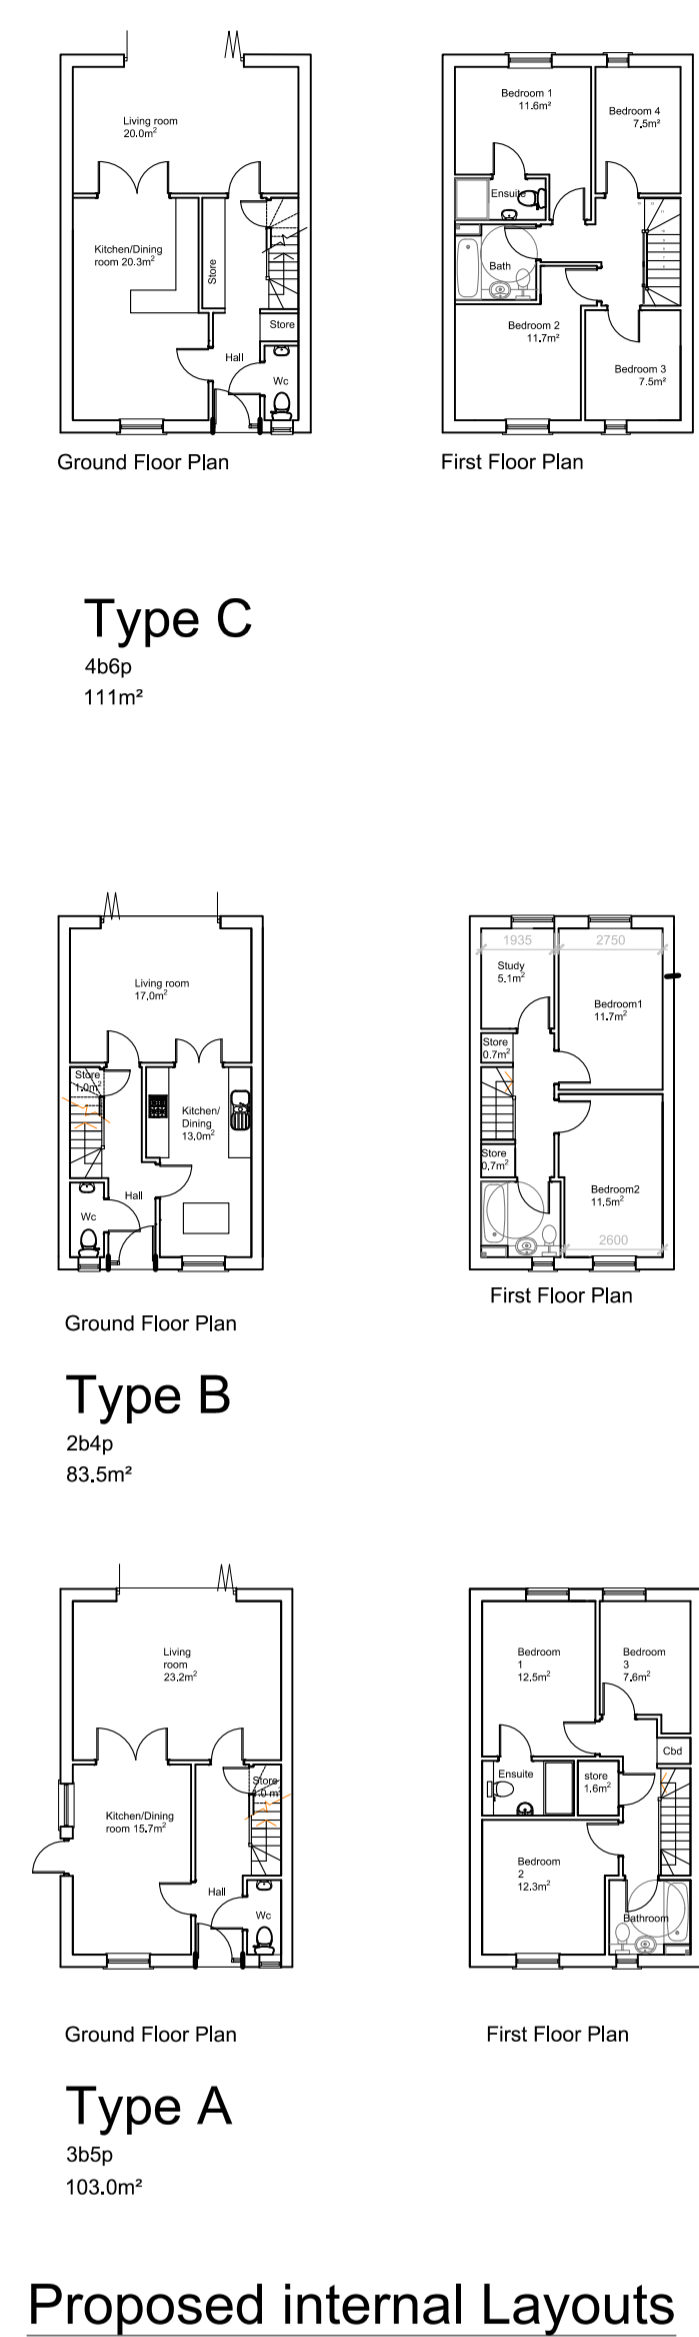 Living room
20.0m²
Kitchen/Dining
room 20.3m²
Store
Store
Hall
Wc
Ground Floor Plan
Bedroom 1
11.6m²
Bedroom 4
7.5m²
Ensuite
Bath
Bedroom 2
11.7m²
Bedroom 3
7.5m²
First Floor Plan
Type C
4b6p
111m²
Living room
17.0m²
Store
1.0m²
Kitchen/
Dining
13.0m²
Hall
Wc
Ground Floor Plan
1935
2750
Study
5.1m²
Bedroom1
11.7m²
Store
0.7m²
Store
0.7m²
Bedroom2
11.5m²
2600
First Floor Plan
Type B
2b4p
83.5m²
Living
room
23.2m²
Kitchen/Dining
room 15.7m²
Store
Hall
Wc
Ground Floor Plan
Bedroom
1
12.5m²
Bedroom
3
7.6m²
Cbd
Ensuite
store
1.6m²
Bedroom
2
12.3m²
Bathroom
First Floor Plan
Type A
3b5p
103.0m²
Proposed internal Layouts